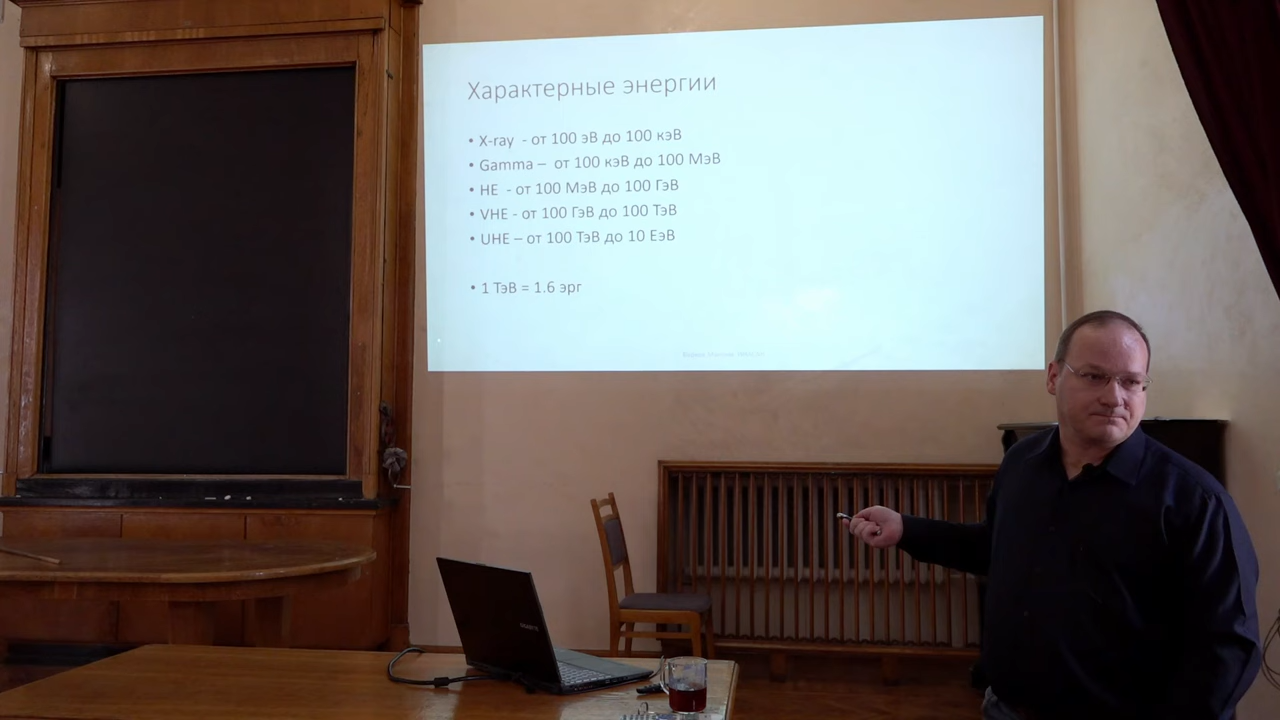 Характерные энергии
• X-ray - от 100 эВ до 100 кэВ
• Gamma – от 100 кэВ до 100 МэВ
• HE - от 100 МэВ до 100 ГэВ
• VHE - от 100 ГэВ до 100 ТэВ
• UHE – от 100 ТэВ до 10 ЕэВ
• 1 ТэВ = 1.6 эрг
GIGABYTE